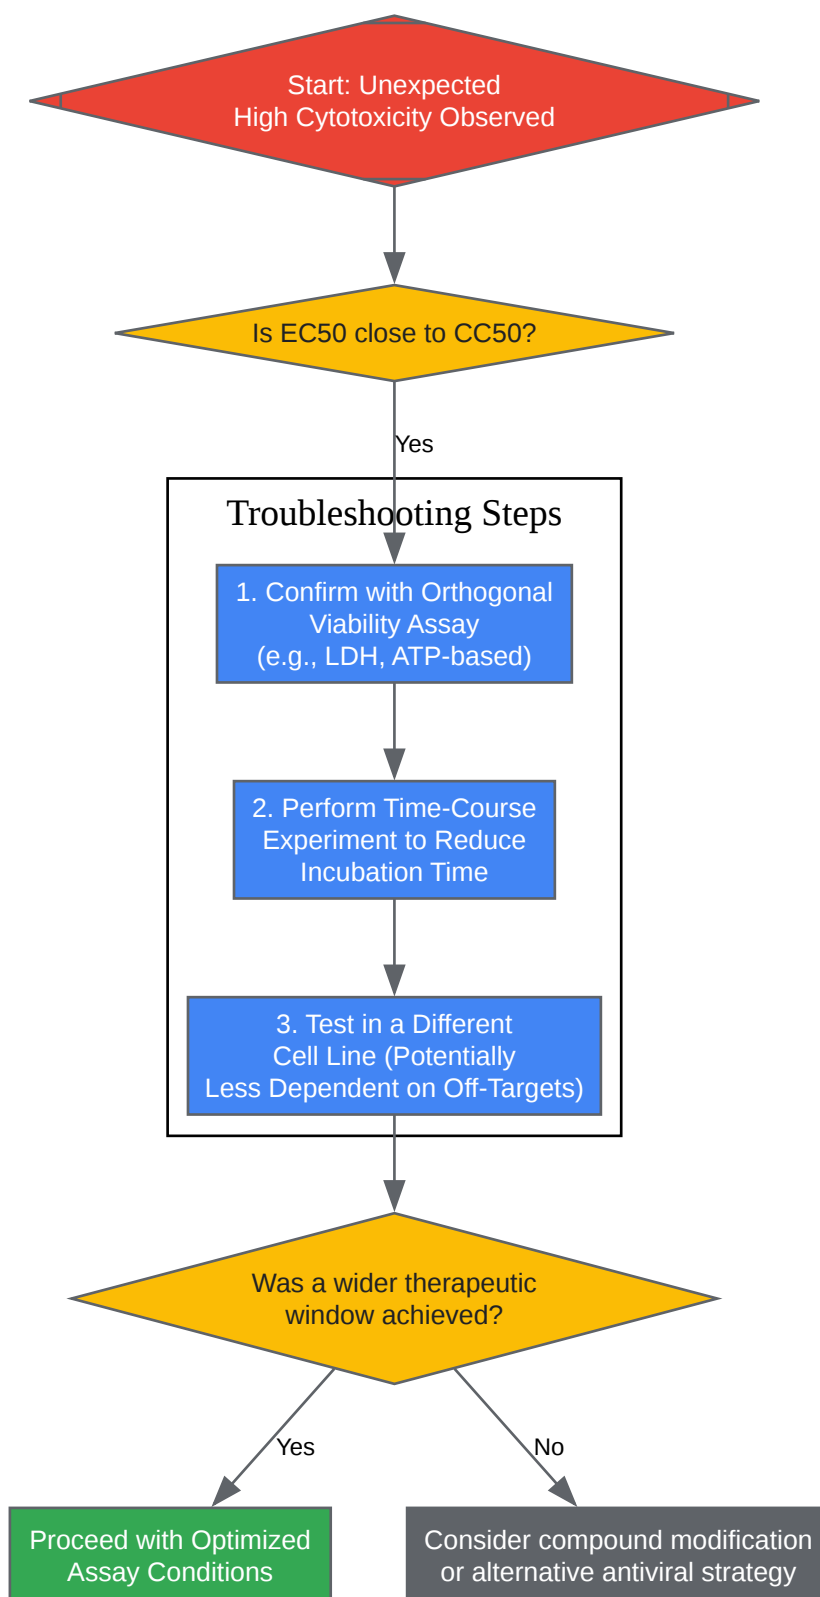 Start: Unexpected
High Cytotoxicity Observed
Is EC50 close to CC50?
Yes
Troubleshooting Steps
1. Confirm with Orthogonal
Viability Assay
(e.g., LDH, ATP-based)
2. Perform Time-Course
Experiment to Reduce
Incubation Time
3. Test in a Different
Cell Line (Potentially
Less Dependent on Off-Targets)
Was a wider therapeutic
window achieved?
Yes
No
Proceed with Optimized
Assay Conditions
Consider compound modification
or alternative antiviral strategy